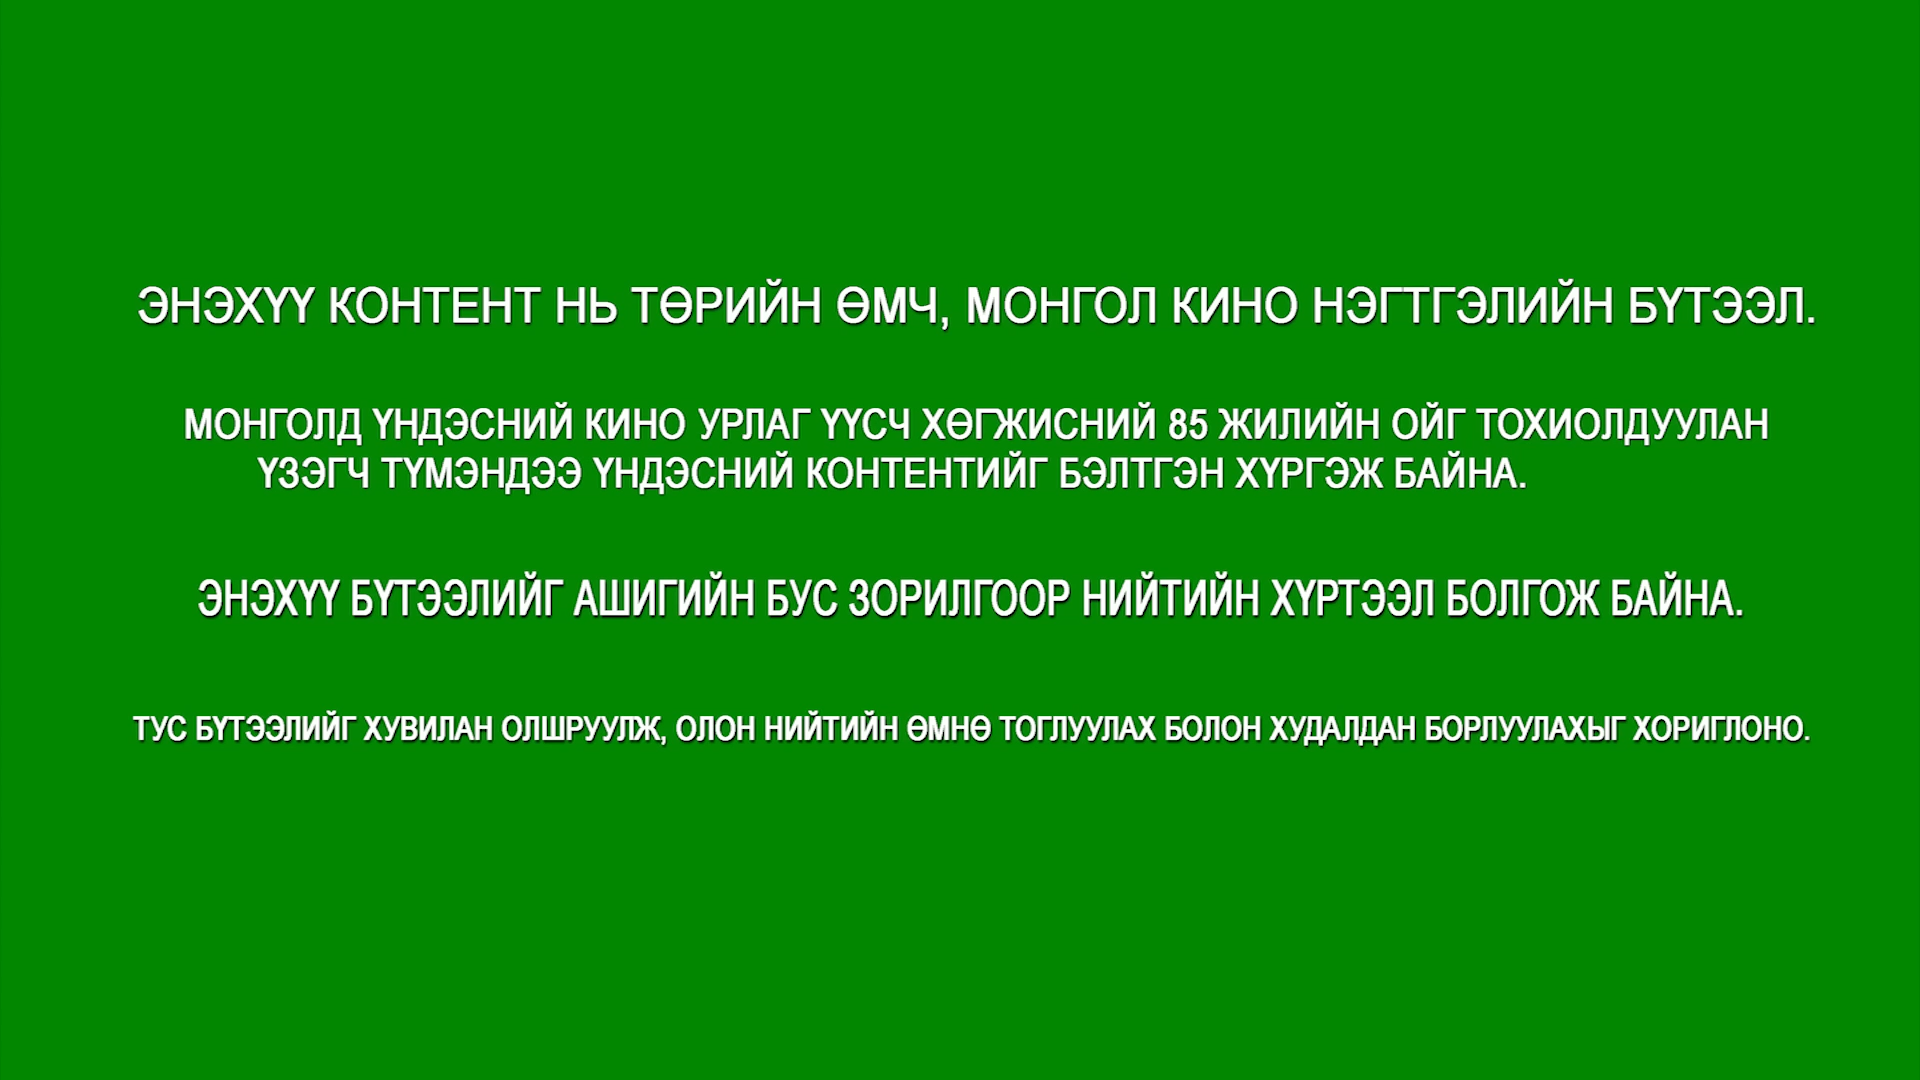 ЭНЭХҮҮ КОНТЕНТ НЬ ТӨРИЙН ӨМЧ, МОНГОЛ КИНО НЭГТГЭЛИЙН БҮТЭЭЛ.
МОНГОЛД ҮНДЭСНИЙ КИНО УРЛАГ ҮҮСЧ ХӨГЖИСНИЙ 85 ЖИЛИЙН ОЙГ ТОХИОЛДУУЛАН
ҮЗЭГЧ ТҮМЭНДЭЭ ҮНДЭСНИЙ КОНТЕНТИЙГ БЭЛТГЭН ХҮРГЭЖ БАЙНА.
ЭНЭХҮҮ БҮТЭЭЛИЙГ АШИГИЙН БУС ЗОРИЛГООР НИЙТИЙН ХҮРТЭЭЛ БОЛГОЖ БАЙНА.
ТУС БҮТЭЭЛИЙГ ХУВИЛАН ОЛШРУУЛЖ, ОЛОН НИЙТИЙН ӨМНӨ ТОГЛУУЛАХ БОЛОН ХУДАЛДАН БОРЛУУЛАХЫГ ХОРИГЛОНО.